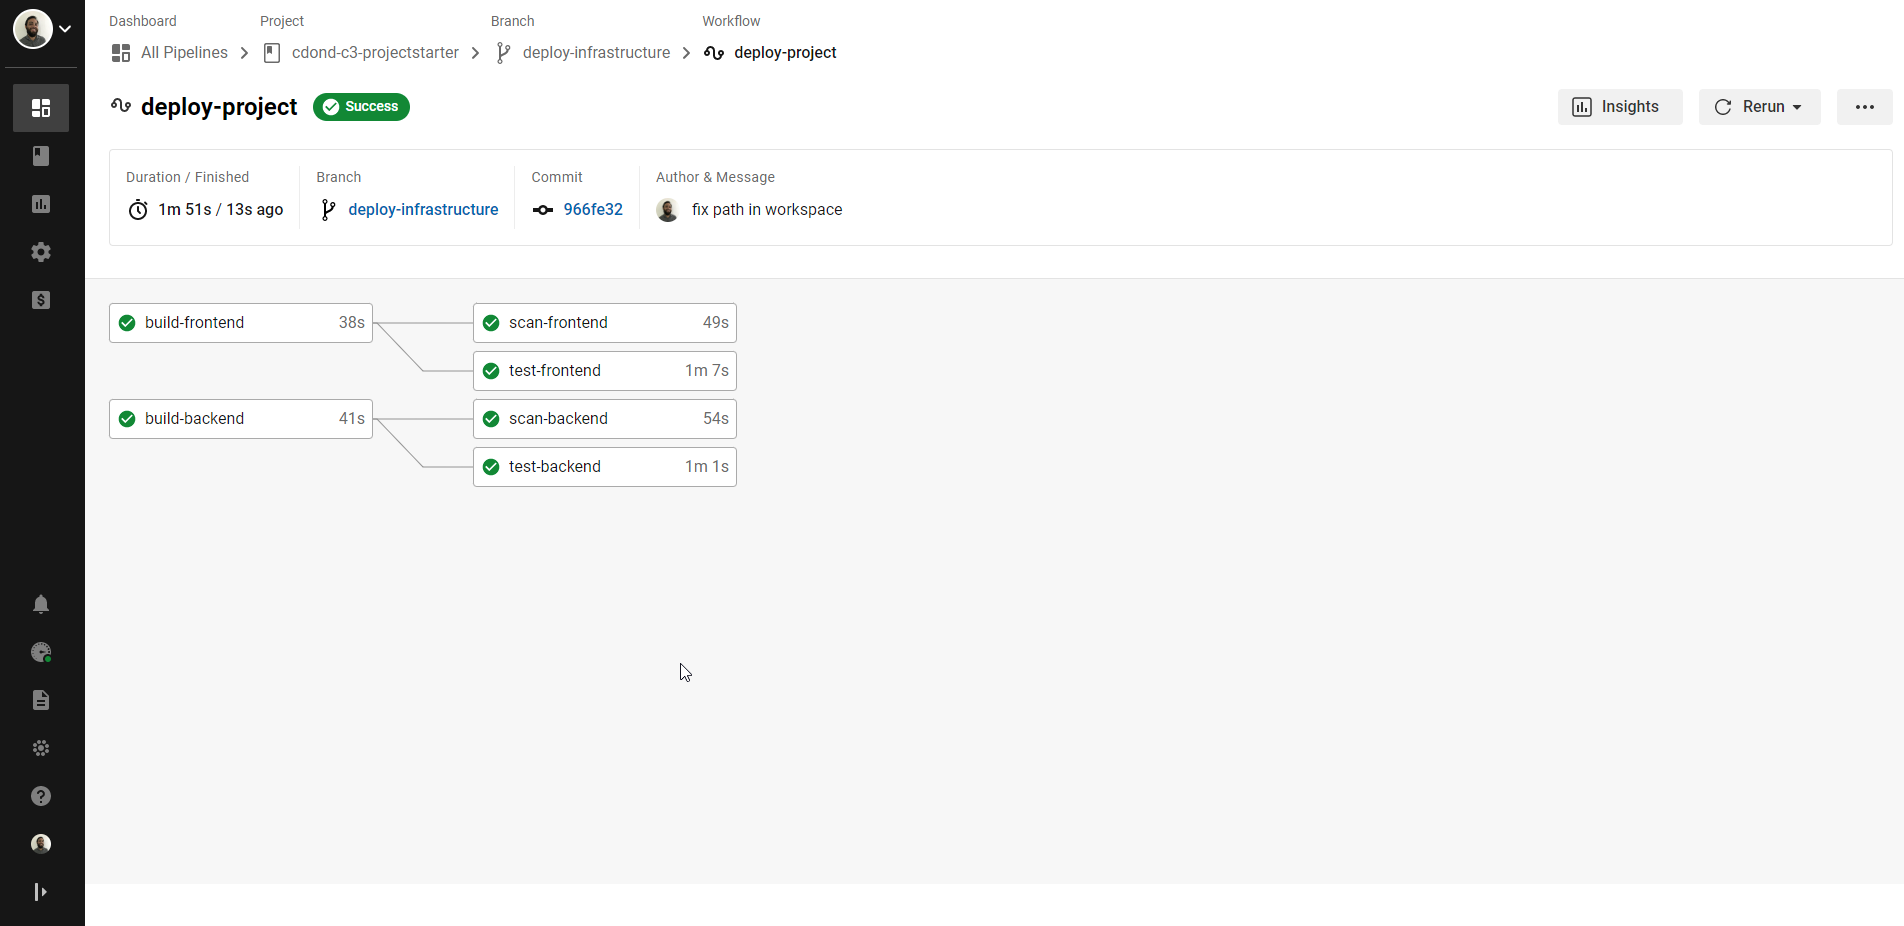 Dashboard Project Branch Workflow
All Pipelines cdond-c3-projectstarter deploy-infrastructure deploy-project
deploy-project Success Insights Rerun
Duration / Finished Branch Commit Author & Message
1m 51s / 13s ago deploy-infrastructure 966fe32 fix path in workspace
build-frontend 38s scan-frontend 49s
test-frontend 1m 7s
build-backend 41s scan-backend 54s
test-backend 1m 1s